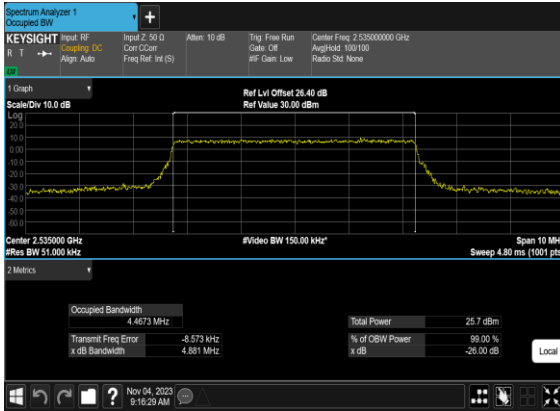 Spectrum Analyzer 1
Occupied BW
+
KEYSIGHT Input: RF Input Z: 50 Ω Atten: 10 dB Trig: Free Run Center Freq: 2.535000000 GHz
R T Coupling: DC Corr CCorr Gate: Off Avg|Hold: 100/100
Align: Auto Freq Ref: Int (S) #IF Gain: Low Radio Std: None
1 Graph
Ref Lvl Offset 26.40 dB
Scale/Div 10.0 dB Ref Value 30.00 dBm
Log
20.0
10.0
0.00
-10.0
-20.0
-30.0
-40.0
-50.0
-60.0
Center 2.535000 GHz #Video BW 150.00 kHz* Span 10 MH
#Res BW 51.000 kHz Sweep 4.80 ms (1001 pts
2 Metrics
Occupied Bandwidth
4.4673 MHz Total Power 25.7 dBm
Transmit Freq Error -8.573 kHz % of OBW Power 99.00 %
x dB Bandwidth 4.881 MHz x dB -26.00 dB
Local
? Nov 04, 2023
9:16:29 AM